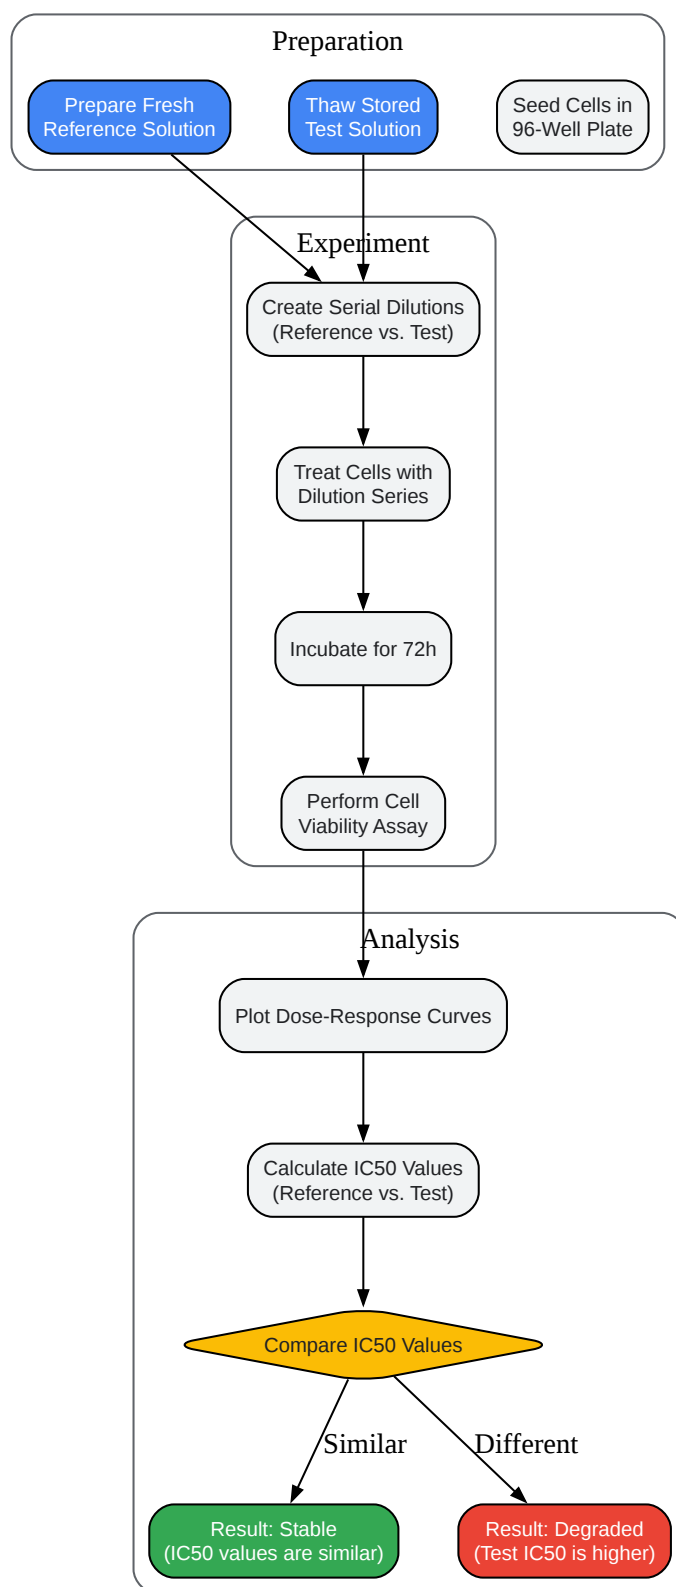 Preparation
Prepare Fresh
Reference Solution
Thaw Stored
Test Solution
Seed Cells in
96-Well Plate
Experiment
Create Serial Dilutions
(Reference vs. Test)
Treat Cells with
Dilution Series
Incubate for 72h
Perform Cell
Viability Assay
Analysis
Plot Dose-Response Curves
Calculate IC50 Values
(Reference vs. Test)
Compare IC50 Values
Similar
Different
Result: Stable
(IC50 values are similar)
Result: Degraded
(Test IC50 is higher)